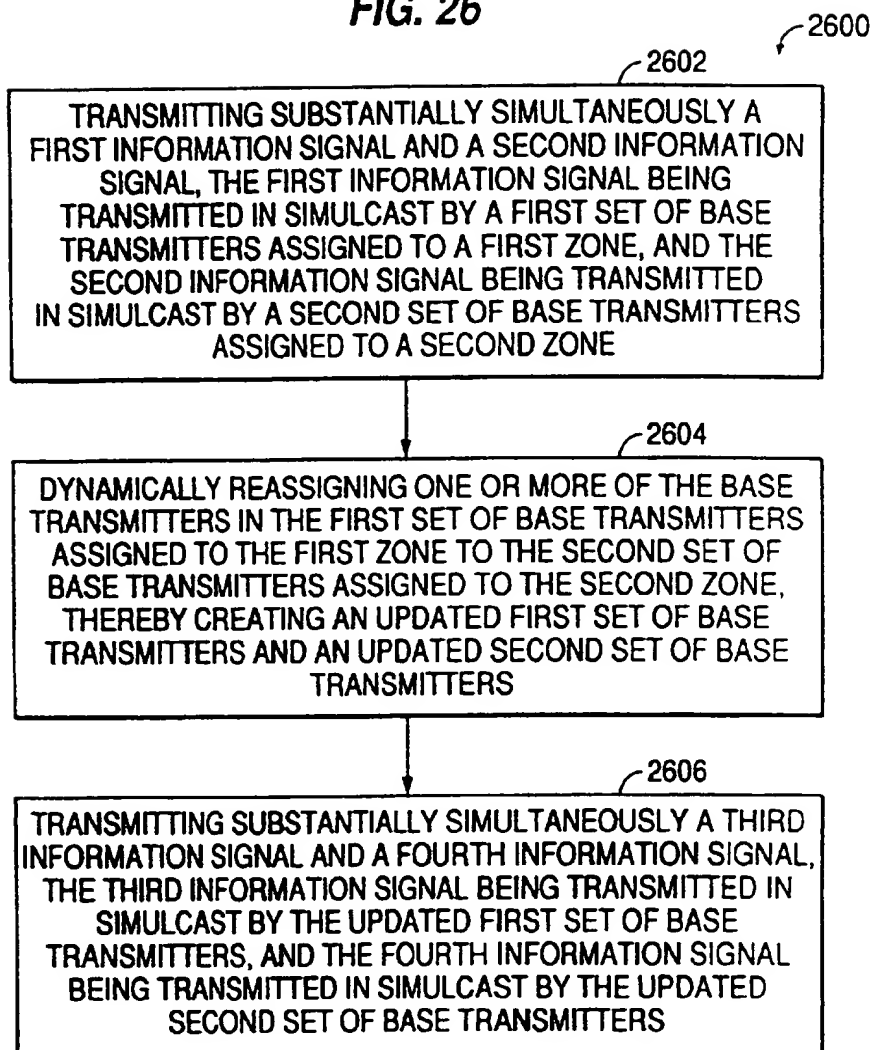 FIG. 26
2600
2602
TRANSMITTING SUBSTANTIALLY SIMULTANEOUSLY A
FIRST INFORMATION SIGNAL AND A SECOND INFORMATION
SIGNAL, THE FIRST INFORMATION SIGNAL BEING
TRANSMITTED IN SIMULCAST BY A FIRST SET OF BASE
TRANSMITTERS ASSIGNED TO A FIRST ZONE, AND THE
SECOND INFORMATION SIGNAL BEING TRANSMITTED
IN SIMULCAST BY A SECOND SET OF BASE TRANSMITTERS
ASSIGNED TO A SECOND ZONE
2604
DYNAMICALLY REASSIGNING ONE OR MORE OF THE BASE
TRANSMITTERS IN THE FIRST SET OF BASE TRANSMITTERS
ASSIGNED TO THE FIRST ZONE TO THE SECOND SET OF
BASE TRANSMITTERS ASSIGNED TO THE SECOND ZONE,
THEREBY CREATING AN UPDATED FIRST SET OF BASE
TRANSMITTERS AND AN UPDATED SECOND SET OF BASE
TRANSMITTERS
2606
TRANSMITTING SUBSTANTIALLY SIMULTANEOUSLY A THIRD
INFORMATION SIGNAL AND A FOURTH INFORMATION SIGNAL,
THE THIRD INFORMATION SIGNAL BEING TRANSMITTED IN
SIMULCAST BY THE UPDATED FIRST SET OF BASE
TRANSMITTERS, AND THE FOURTH INFORMATION SIGNAL
BEING TRANSMITTED IN SIMULCAST BY THE UPDATED
SECOND SET OF BASE TRANSMITTERS